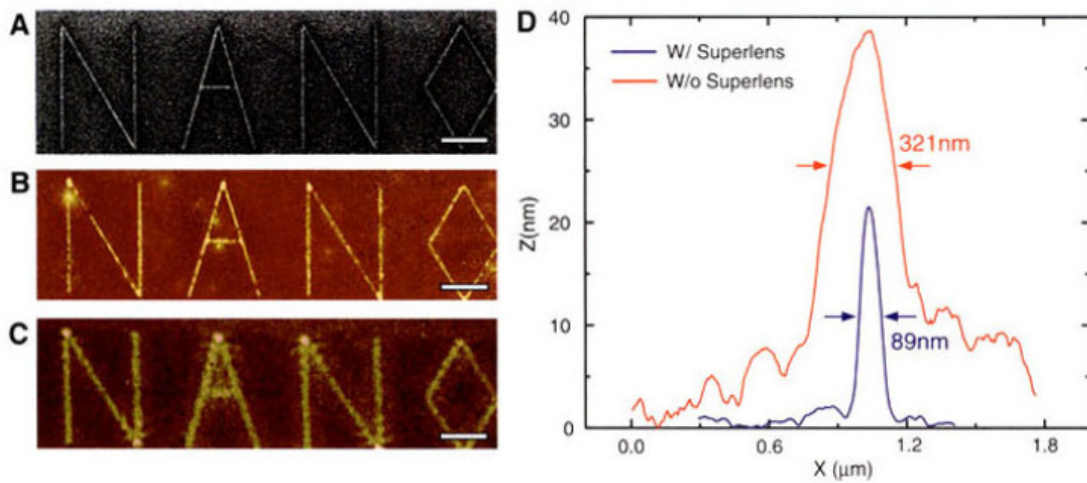 A
NANO
B
NANO
C
NANO
D
40
30
20
10
0
Z(nm)
W/ Superlens
W/o Superlens
321nm
89nm
0.0 0.6 1.2 1.8
X (μm)